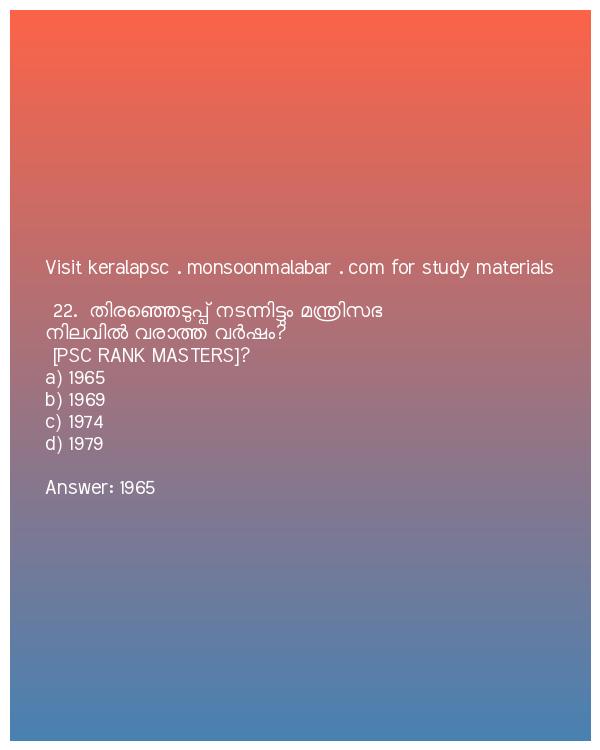 Visit keralapsc . monsoonmalabar . com for study materials
22. തിരഞ്ഞെടുപ്പ് നടന്നിട്ടും മന്ത്രിസഭ
നിലവിൽ വരാത്ത വർഷം?
[PSC RANK MASTERS]?
a) 1965
b) 1969
c) 1974
d) 1979
Answer: 1965